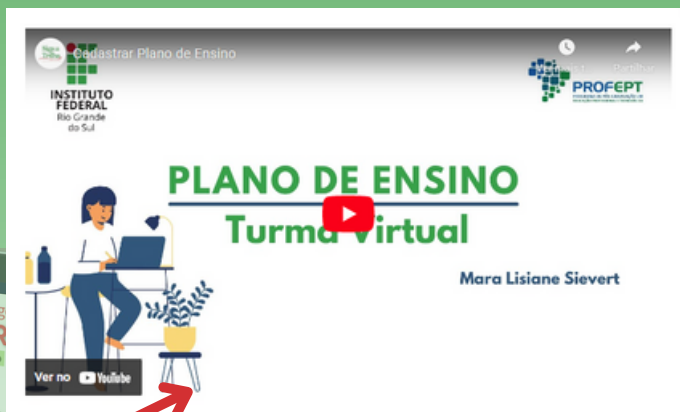 Cadastrar Plano de Ensino
Partilhar
INSTITUTO
FEDERAL
Rio Grande
do Sul
PROFEPT
PLANO DE ENSINO
Turma Virtual
Mara Lisiane Sievert
Ver no YouTube